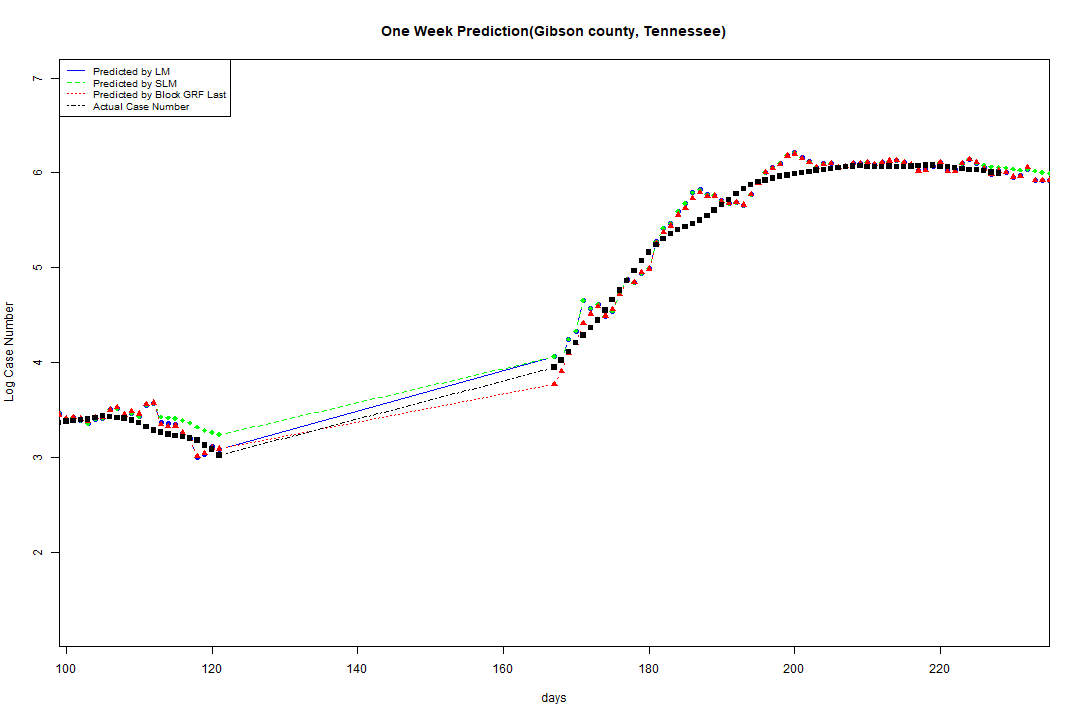 One Week Prediction(Gibson county, Tennessee)
Predicted by LM
Predicted by SLM
Predicted by Block GRF Last
Actual Case Number
7
6
5
4
3
2
Log Case Number
100 120 140 160 180 200 220
days